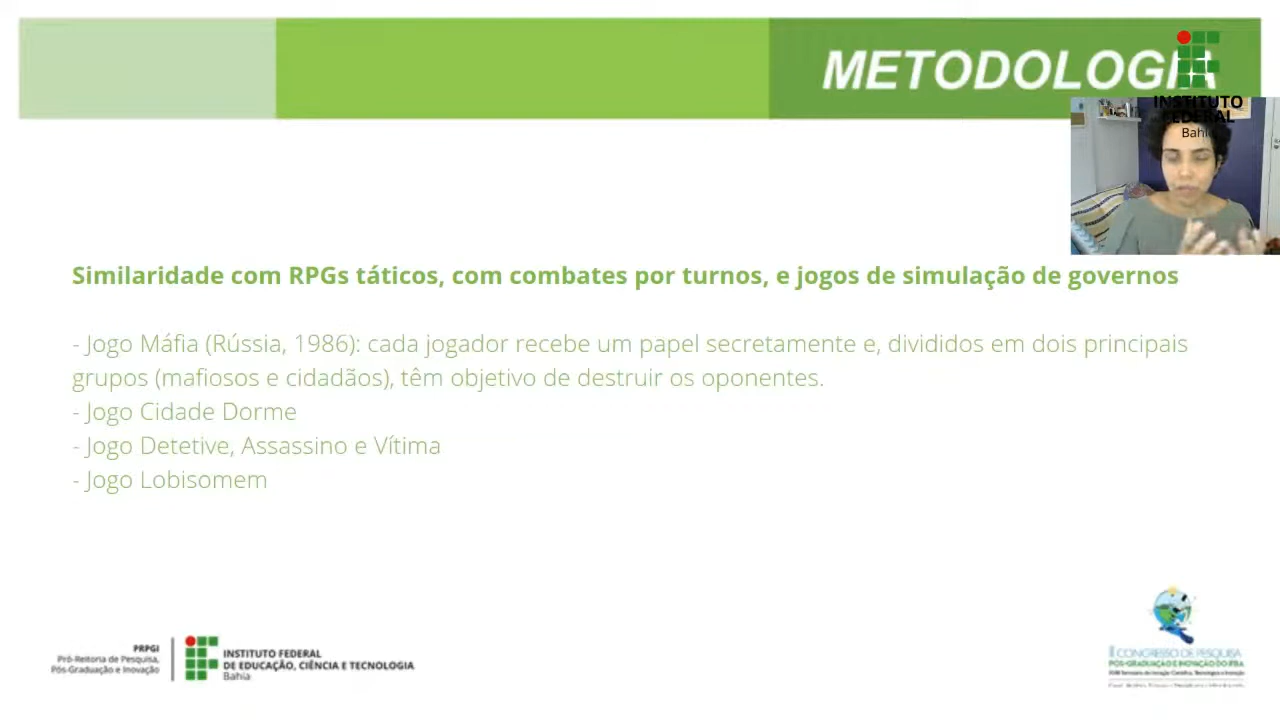 METODOLOGIA
INSTITUTO
FEDERAL
Bahia
Similaridade com RPGs táticos, com combates por turnos, e jogos de simulação de governos
- Jogo Máfia (Rússia, 1986): cada jogador recebe um papel secretamente e, divididos em dois principais
grupos (mafiosos e cidadãos), têm objetivo de destruir os oponentes.
- Jogo Cidade Dorme
- Jogo Detetive, Assassino e Vítima
- Jogo Lobisomem
PRPGI
Pró-Reitoria de Pesquisa,
Pós-Graduação e Inovação
INSTITUTO FEDERAL
DE EDUCAÇÃO, CIÊNCIA E TECNOLOGIA
Bahia
II CONGRESSO DE PESQUISA
PÓS-GRADUAÇÃO E INOVAÇÃO DO IFBA